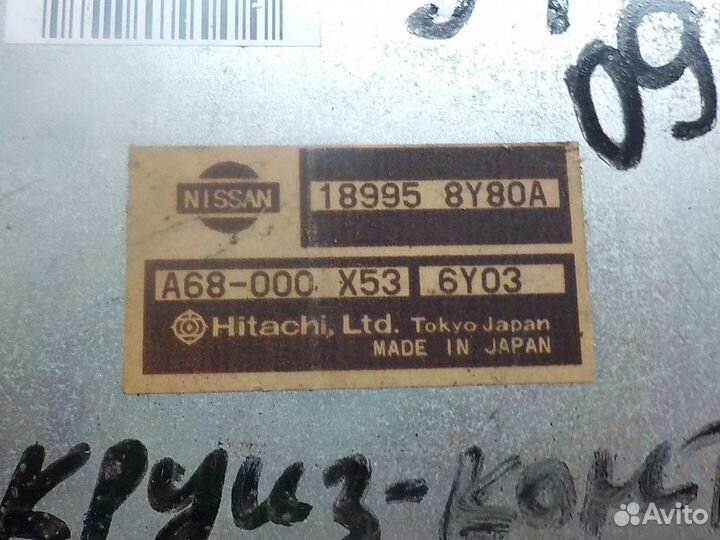 09
NISSAN
18995 8Y80A
A68-000 X53 6Y03
Hitachi, Ltd. Tokyo Japan
MADE IN JAPAN
круиз-конт
Avito